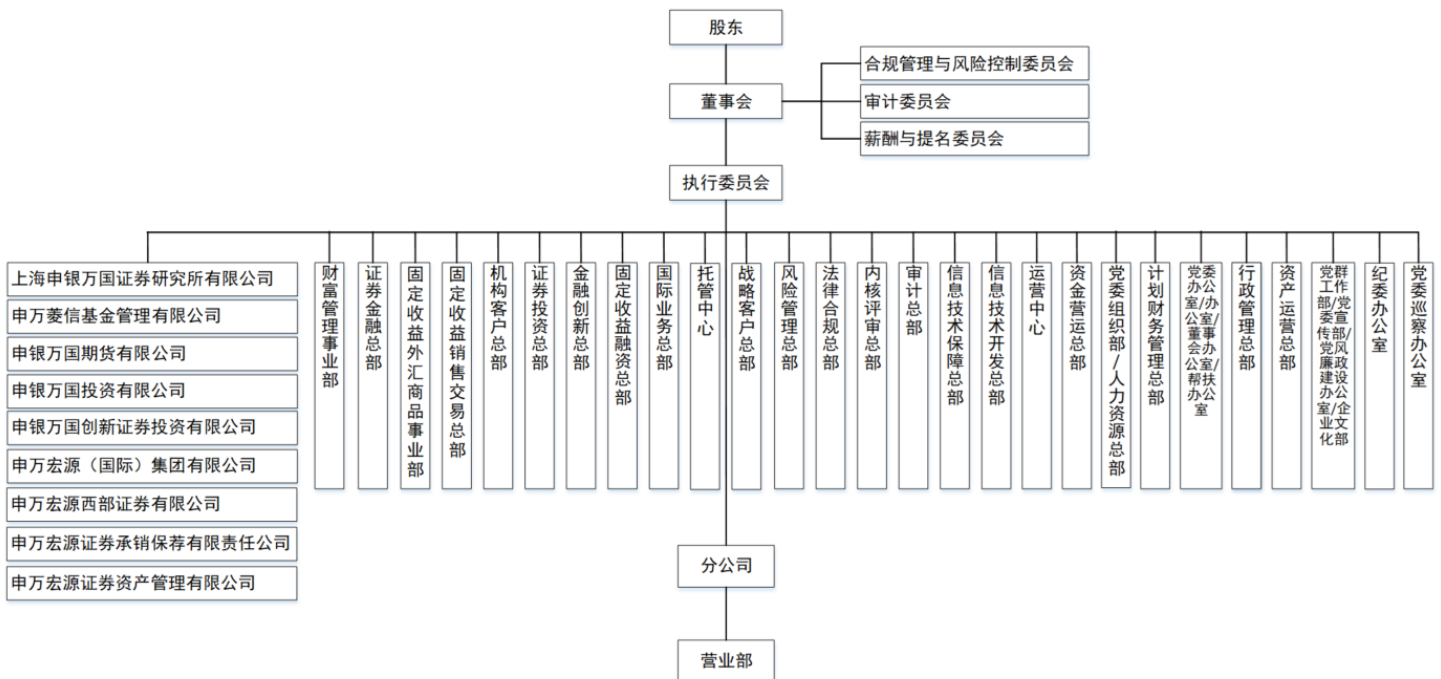 股东
董事会
合规管理与风险控制委员会
审计委员会
薪酬与提名委员会
执行委员会
上海申银万国证券研究所有限公司
申万菱信基金管理有限公司
申银万国期货有限公司
申银万国投资有限公司
申银万国创新证券投资有限公司
申万宏源（国际）集团有限公司
申万宏源西部证券有限公司
申万宏源证券承销保荐有限责任公司
申万宏源证券资产管理有限公司
财富管理事业部
证券金融总部
固定收益外汇商品事业部
固定收益销售交易总部
机构客户总部
证券投资总部
金融创新总部
固定收益融资总部
国际业务总部
托管中心
战略客户总部
风险管理总部
法律合规总部
内核评审总部
审计总部
信息技术保障总部
信息技术开发总部
运营中心
资金营运总部
党委组织部/人力资源总部
计划财务管理总部
党委办公室/办公室/董事会办公室/帮扶办公室
行政管理总部
资产运营总部
党群工作部/党委宣传部/党风廉政建设办公室/企业文化部
纪委办公室
党委巡察办公室
分公司
营业部